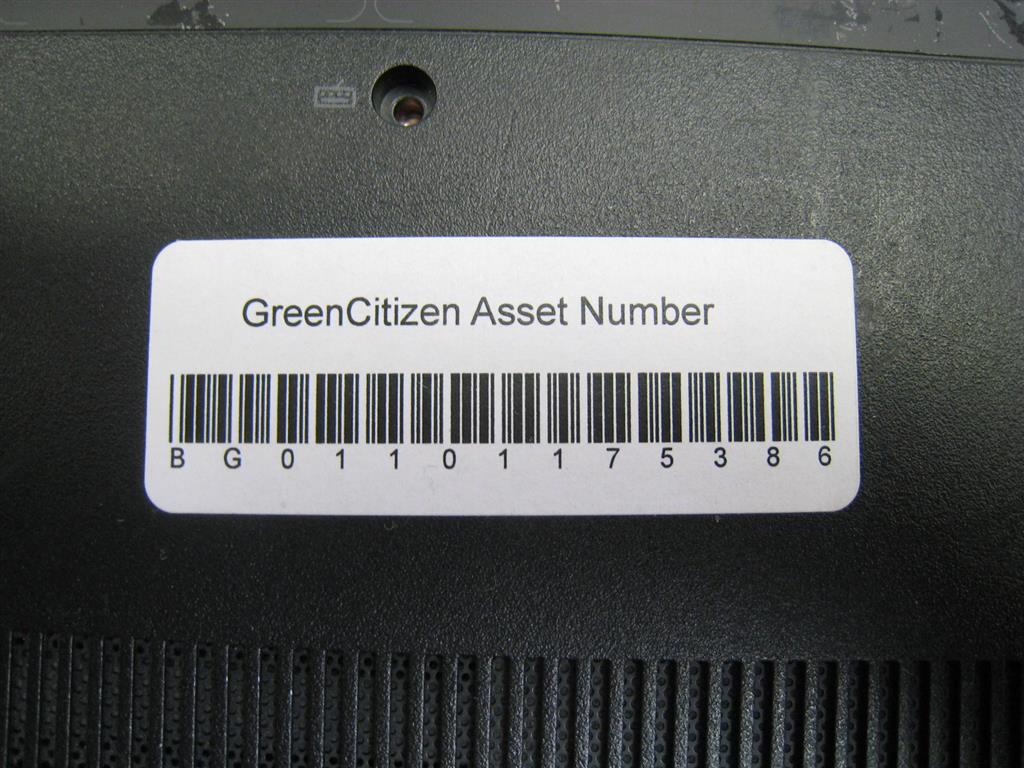 GreenCitizen Asset Number
B G 0 1 1 0 1 1 7 5 3 8 6